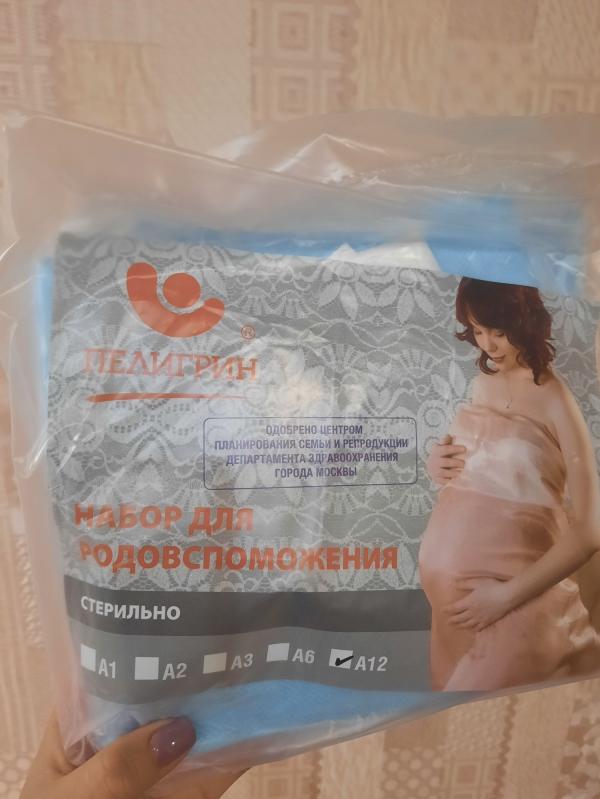 ®
ПЕЛИГРИН
ОДОБРЕНО ЦЕНТРОМ
ПЛАНИРОВАНИЯ СЕМЬИ И РЕПРОДУКЦИИ
ДЕПАРТАМЕНТА ЗДРАВООХРАНЕНИЯ
ГОРОДА МОСКВЫ
НАБОР ДЛЯ
РОДОВСПОМОЖЕНИЯ
СТЕРИЛЬНО
А1 А2 А3 А6 А12